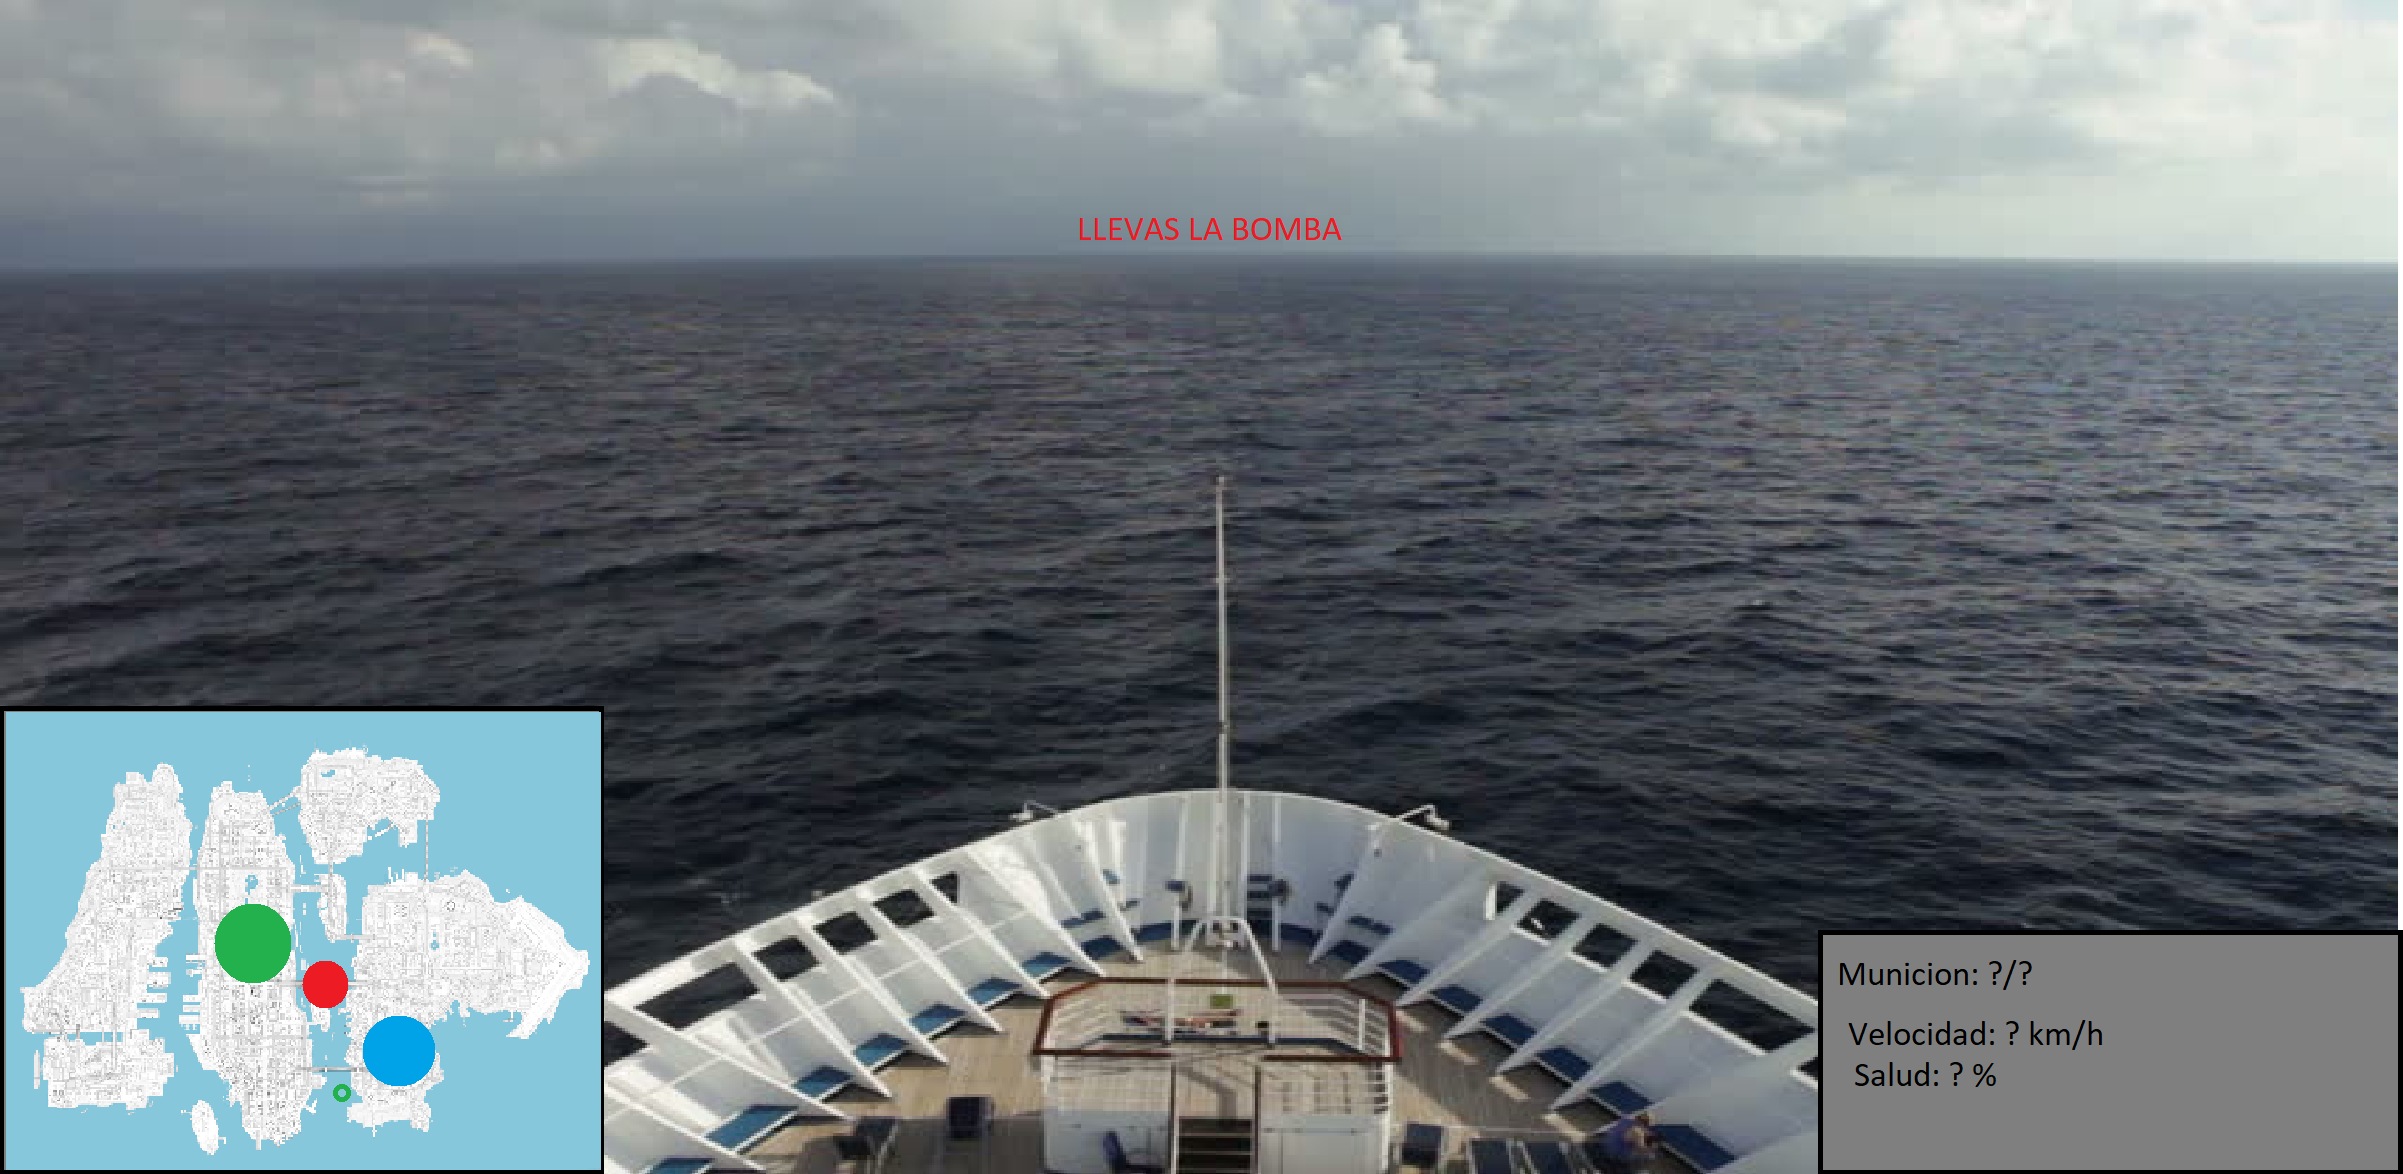 LLEVAS LA BOMBA
Municion: ?/?
Velocidad: ? km/h
Salud: ? %